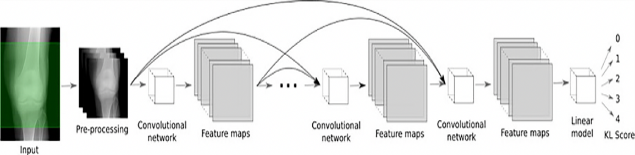 0
1
2
3
4
Input
Pre-processing
Convolutional
network
Feature maps
Convolutional
network
Feature maps
Convolutional
network
Feature maps
Linear
model
KL Score